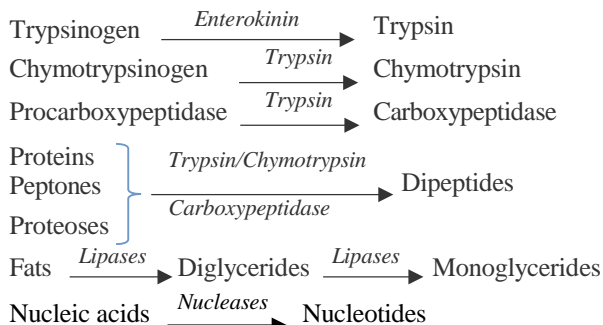 Trypsinogen Enterokinin Trypsin
Chymotrypsinogen Trypsin Chymotrypsin
Procarboxypeptidase Trypsin Carboxypeptidase
Proteins
Peptones Trypsin/Chymotrypsin Dipeptides
Proteoses Carboxypeptidase
Fats Lipases Diglycerides Lipases Monoglycerides
Nucleic acids Nucleases Nucleotides